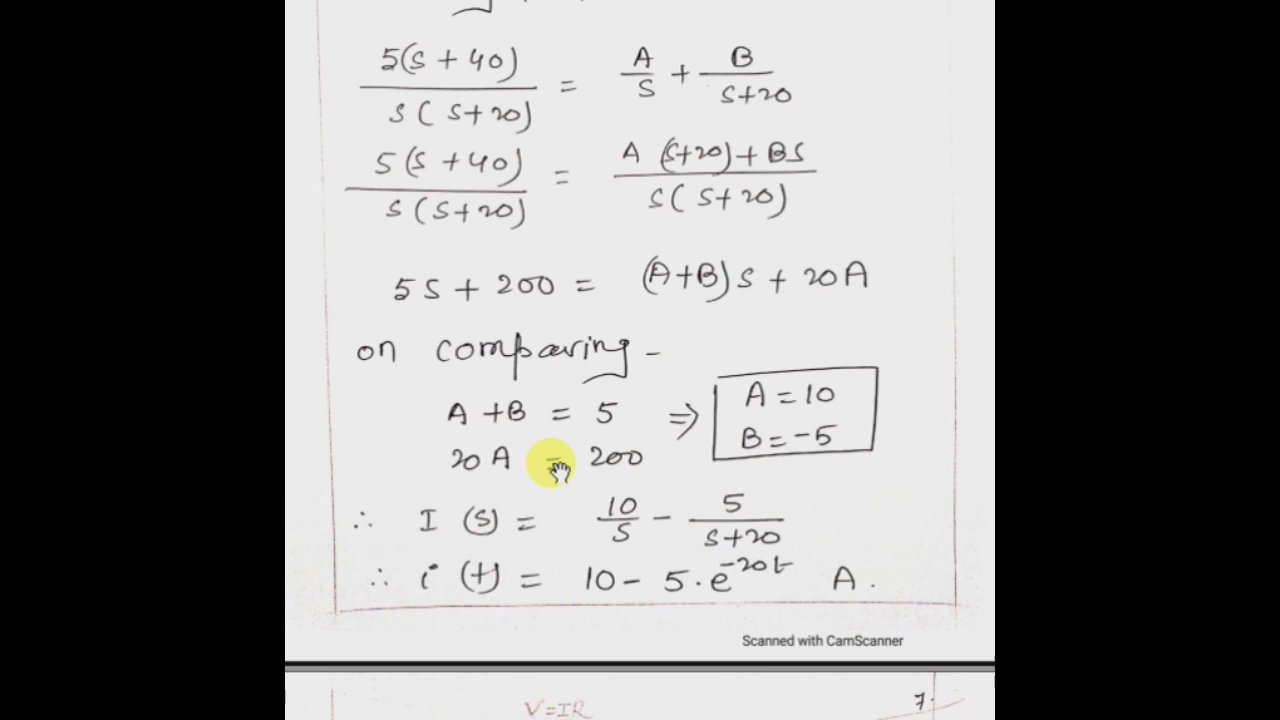 5(s + 40) / s(s+20) = A/s + B/s+20
5(s + 40) / s(s+20) = A(s+20)+Bs / s(s+20)
5s + 200 = (A+B)s + 20A
on comparing -
A + B = 5 ⇒ A = 10
20A = 200 B = -5
∴ I(s) = 10/s - 5/s+20
∴ i(t) = 10 - 5·e^-20t A.
Scanned with CamScanner
7.
V=IR